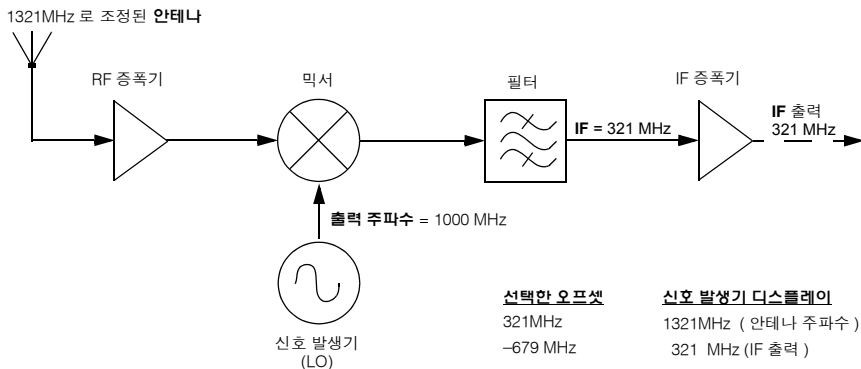 1321MHz 로 조정된 안테나
RF 증폭기
믹서
필터
IF 증폭기
IF = 321 MHz
IF 출력
321 MHz
출력 주파수 = 1000 MHz
신호 발생기
(LO)
선택한 오프셋 신호 발생기 디스플레이
321MHz 1321MHz ( 안테나 주파수 )
–679 MHz 321 MHz (IF 출력 )